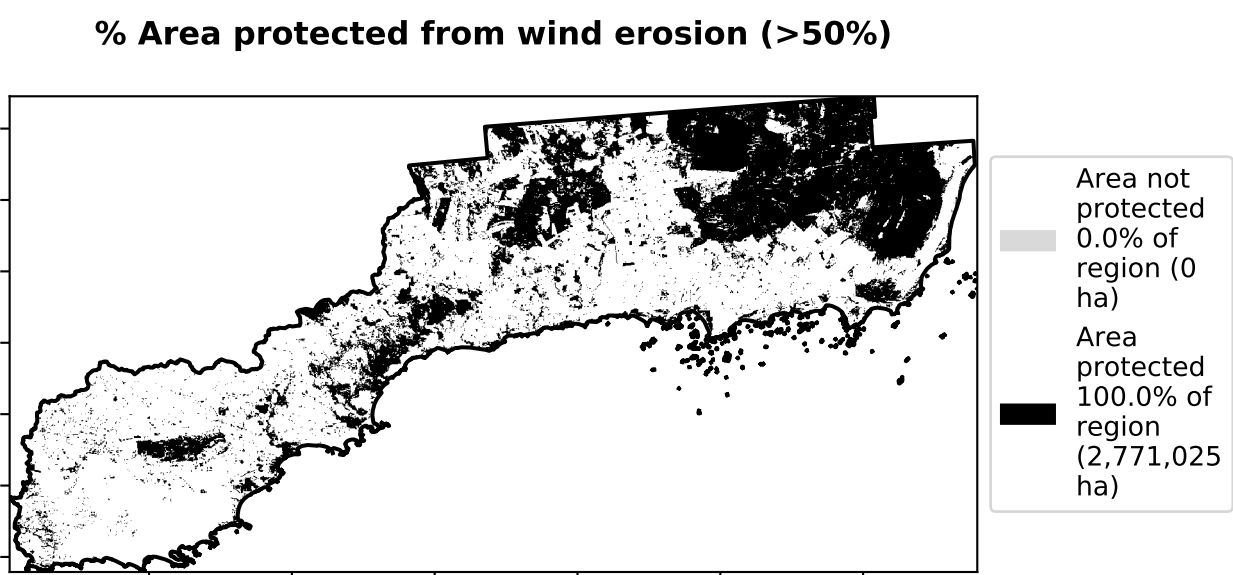 % Area protected from wind erosion (>50%)
Area not
protected
0.0% of
region (0
ha)
Area
protected
100.0% of
region
(2,771,025
ha)